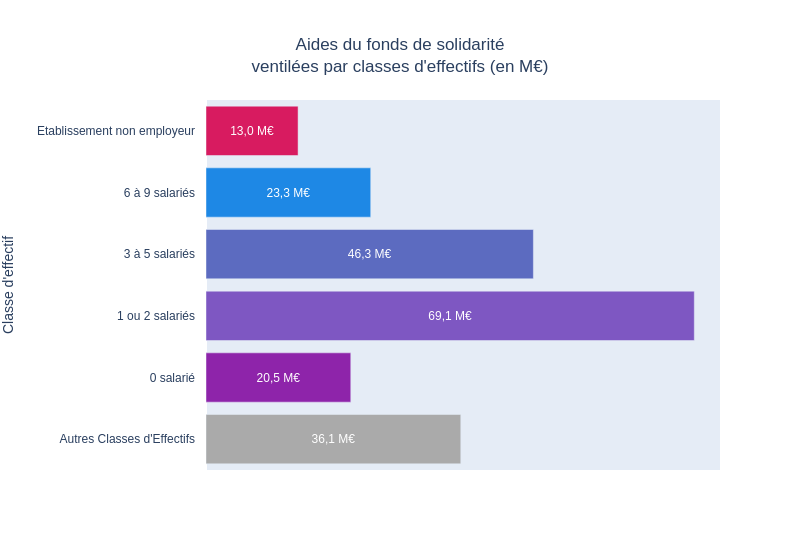 Aides du fonds de solidarité
ventilées par classes d'effectifs (en M€)
Classe d'effectif
Etablissement non employeur
13,0 M€
6 à 9 salariés
23,3 M€
3 à 5 salariés
46,3 M€
1 ou 2 salariés
69,1 M€
0 salarié
20,5 M€
Autres Classes d'Effectifs
36,1 M€